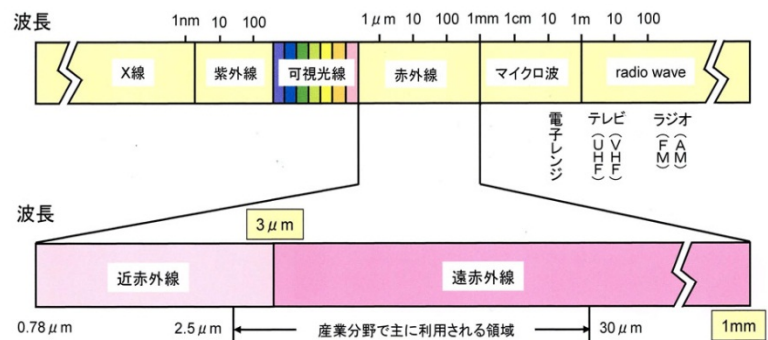 波長
1nm 10 100 1μm 10 100 1mm 1cm 10 1m 10 100
X線 紫外線 可視光線 赤外線 マイクロ波 radio wave
電子レンジ
テレビ
(UHF)
(VHF)
ラジオ
(FM)
(AM)
波長
3μm
近赤外線 遠赤外線
0.78μm 2.5μm 産業分野で主に利用される領域 30μm 1mm